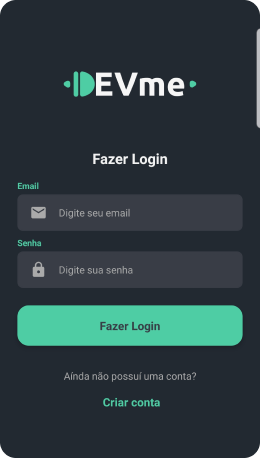 DEVme
Fazer Login
Email
Digite seu email
Senha
Digite sua senha
Fazer Login
Aínda não possuí uma conta?
Criar conta